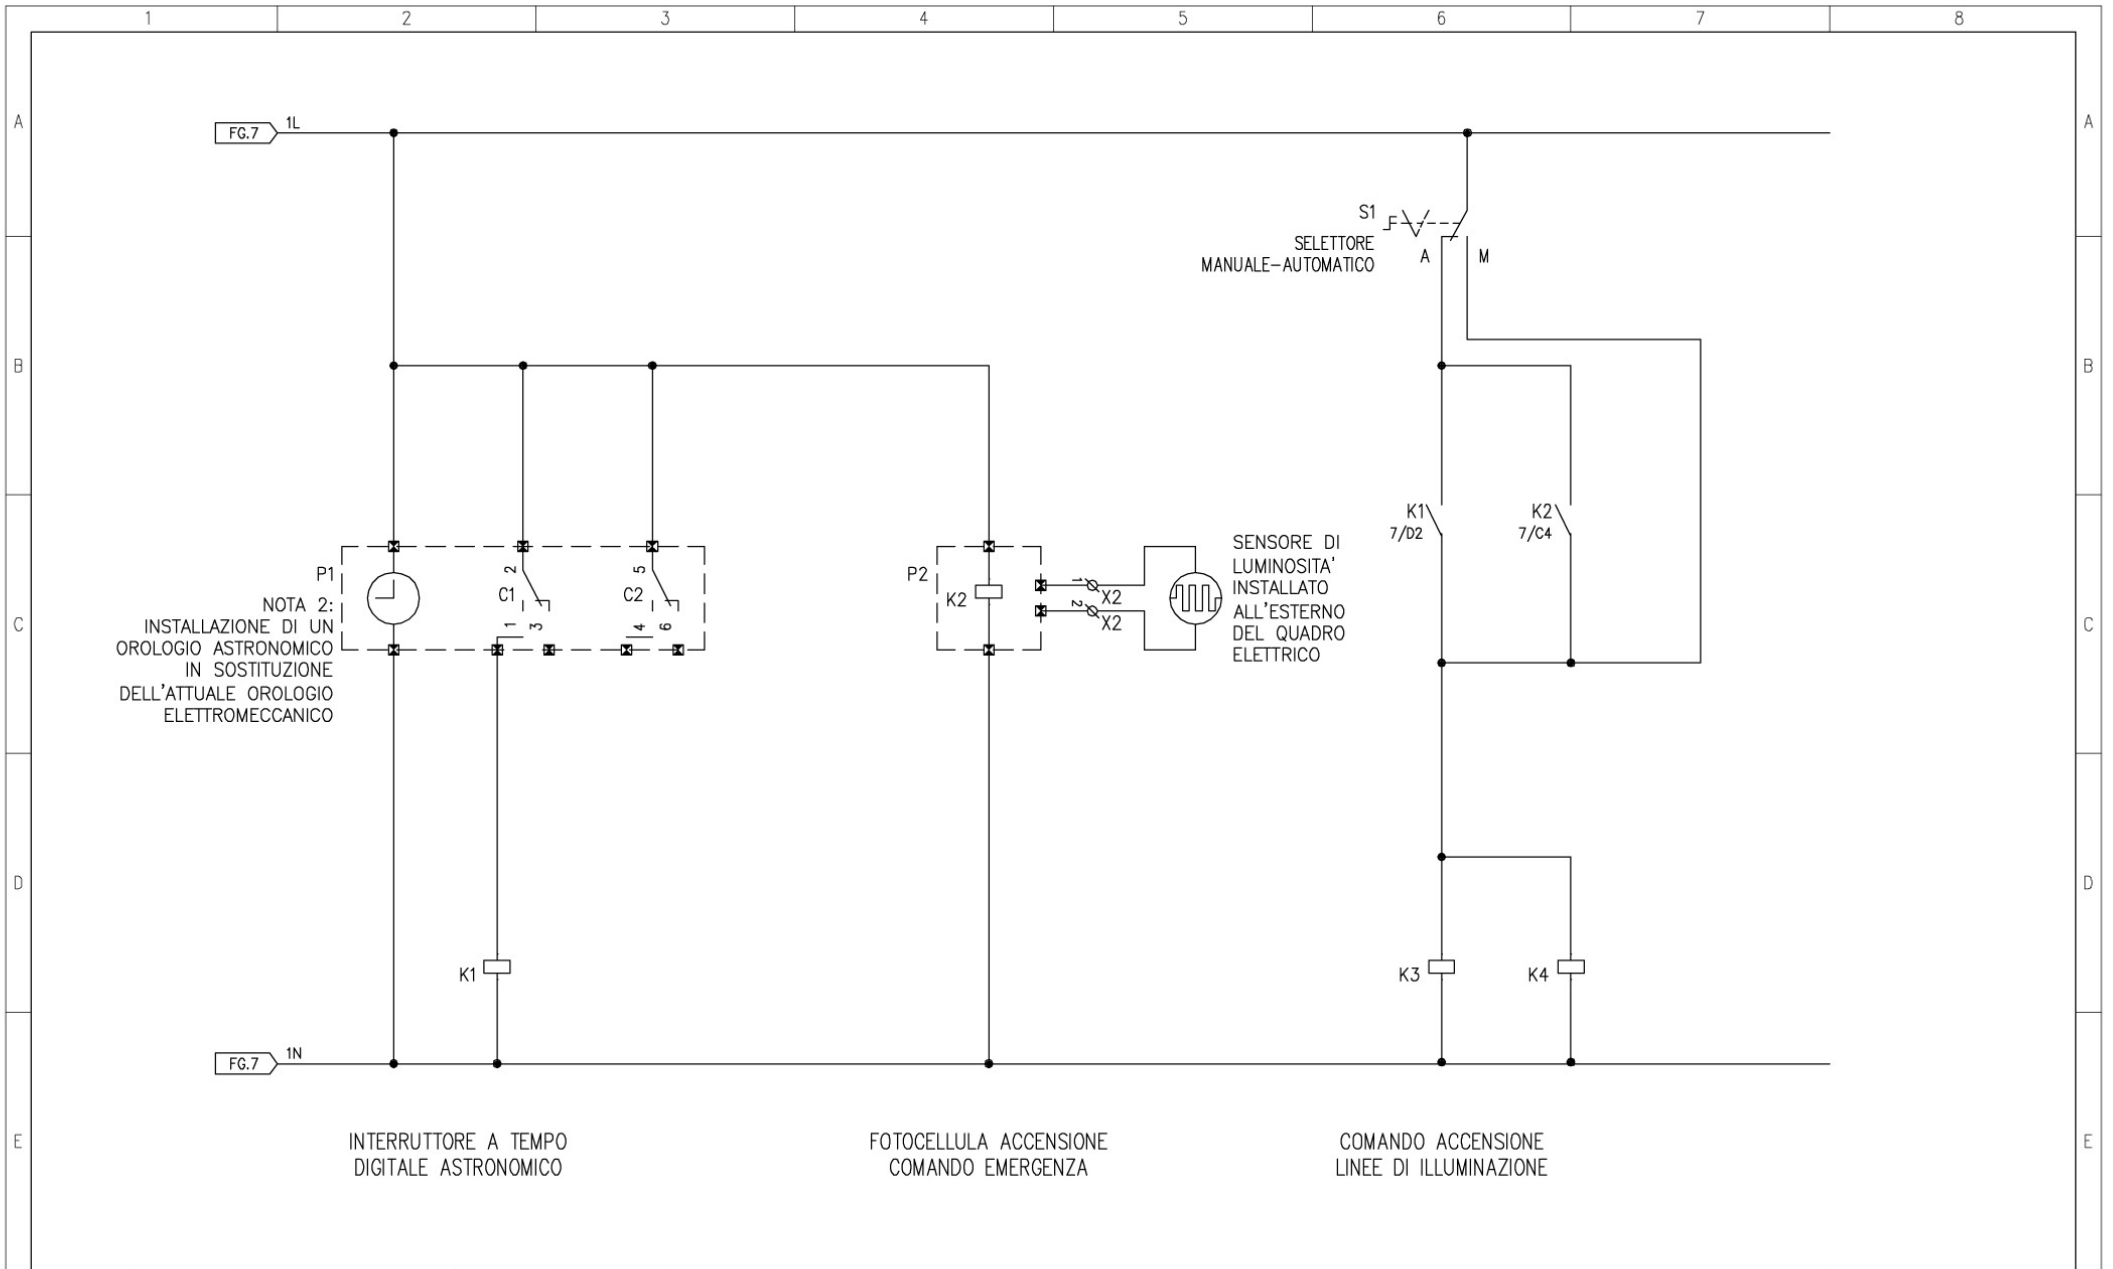 1 2 3 4 5 6 7 8
A A
FG.7 1L
S1
SELETTORE
MANUALE-AUTOMATICO
A M
B B
K1
7/D2
K2
7/C4
P1
2
C1
1 3
5
C2
4 6
NOTA 2:
INSTALLAZIONE DI UN
OROLOGIO ASTRONOMICO
IN SOSTITUZIONE
DELL'ATTUALE OROLOGIO
ELETTROMECCANICO
P2
K2
1 X2
2 X2
SENSORE DI
LUMINOSITA'
INSTALLATO
ALL'ESTERNO
DEL QUADRO
ELETTRICO
C C
D D
K1
K3
K4
FG.7 1N
E E
INTERRUTTORE A TEMPO
DIGITALE ASTRONOMICO
FOTOCELLULA ACCENSIONE
COMANDO EMERGENZA
COMANDO ACCENSIONE
LINEE DI ILLUMINAZIONE